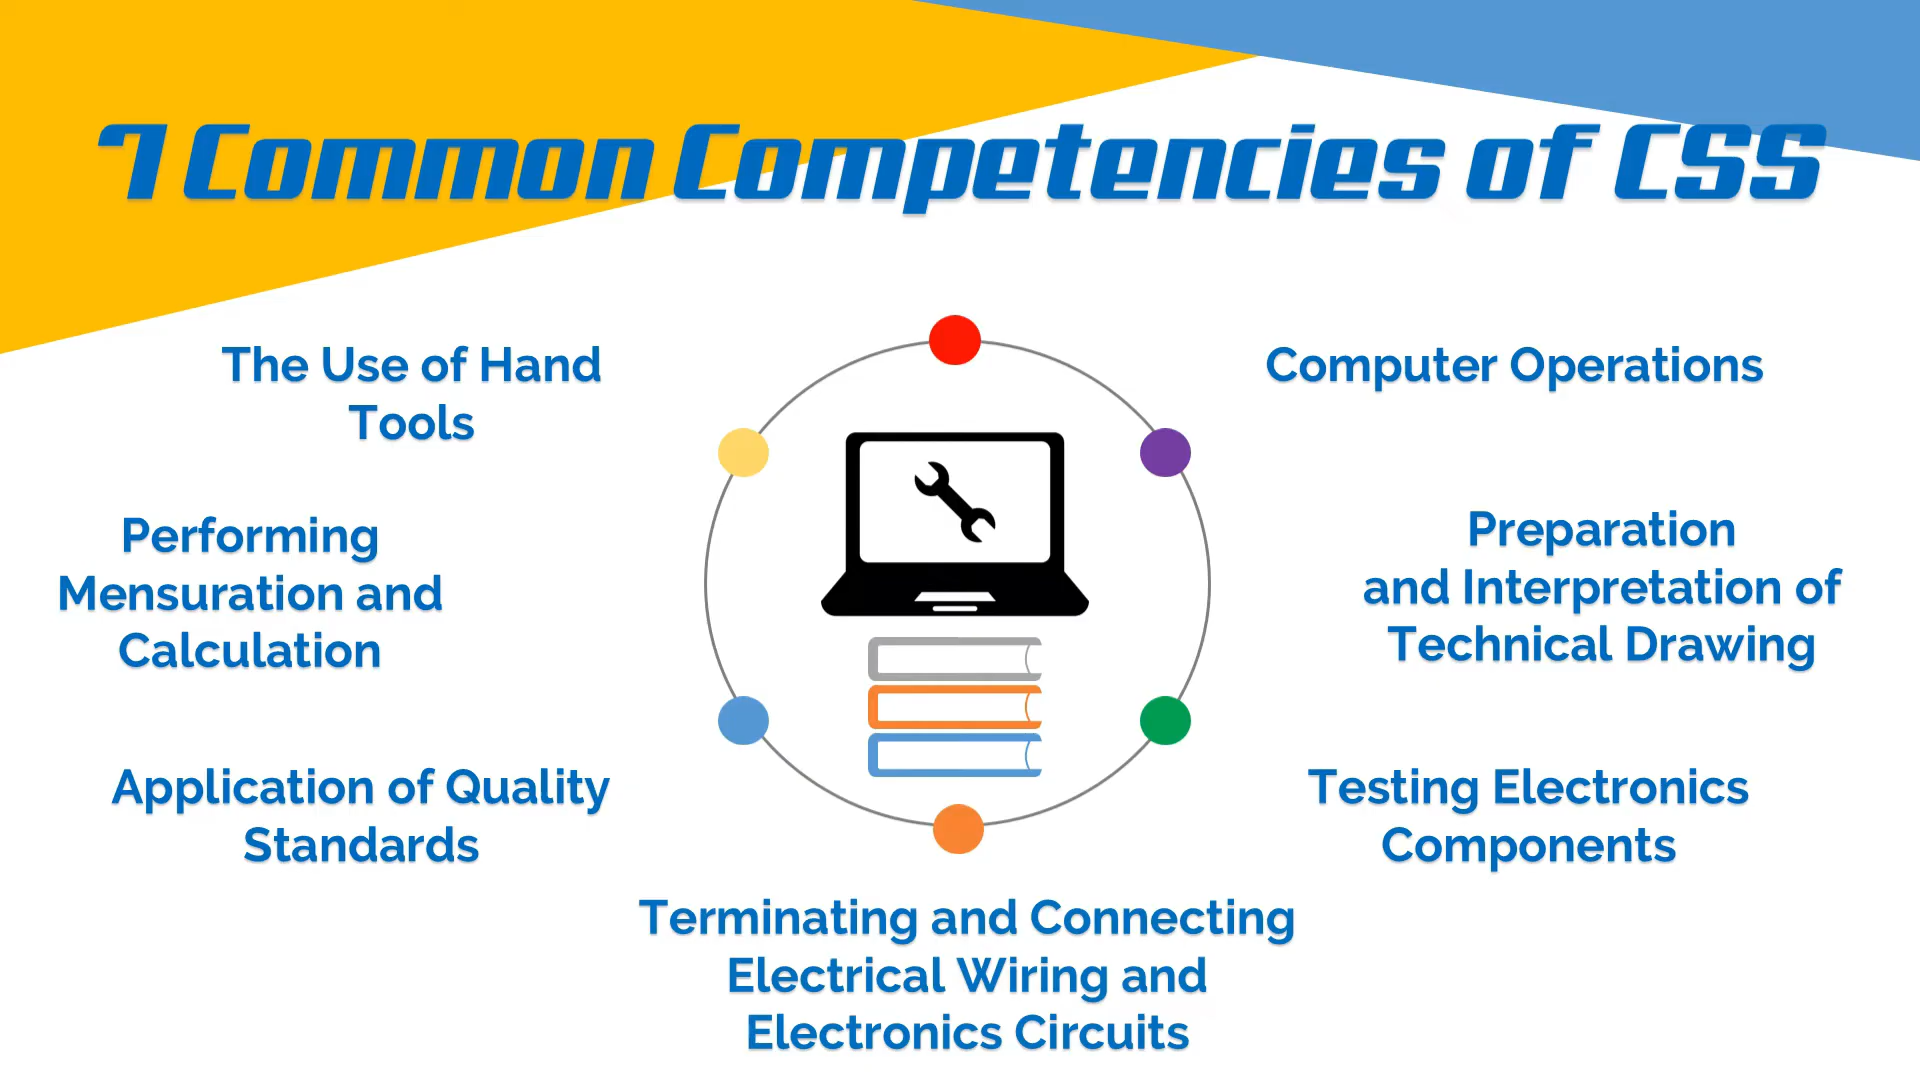 7 Common Competencies of CSS
The Use of Hand
Tools
Computer Operations
Performing
Mensuration and
Calculation
Preparation
and Interpretation of
Technical Drawing
Application of Quality
Standards
Testing Electronics
Components
Terminating and Connecting
Electrical Wiring and
Electronics Circuits